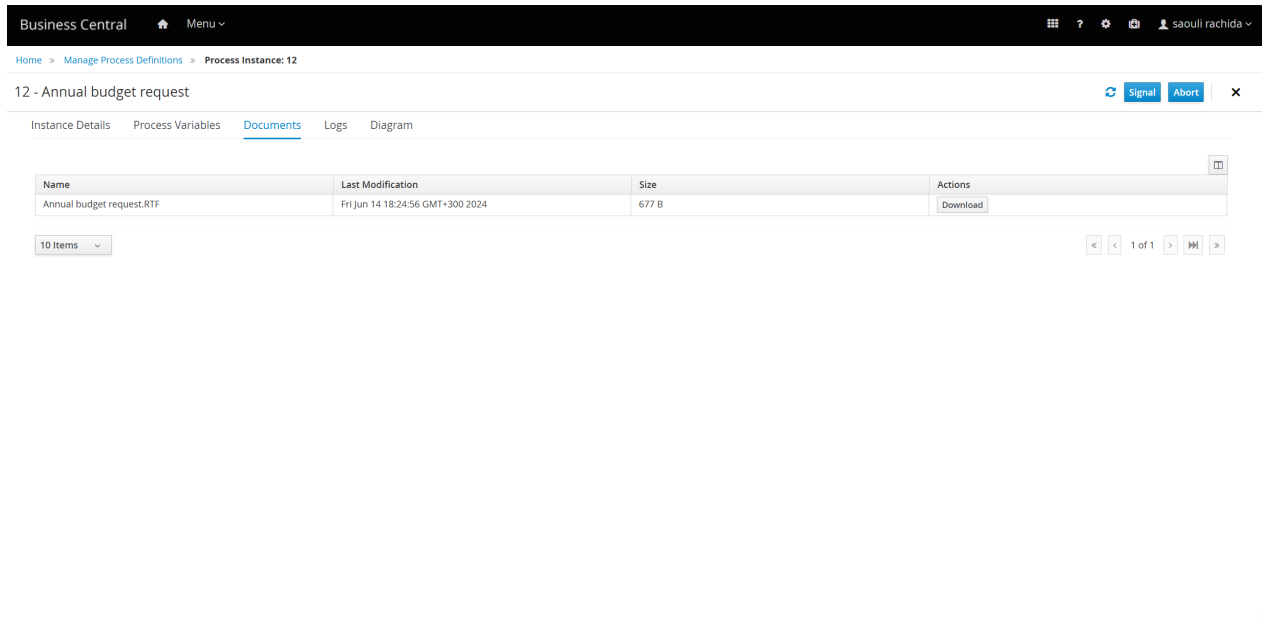 Business Central Menu ? saouli rachida
Home » Manage Process Definitions » Process Instance: 12
12 - Annual budget request Signal Abort
Instance Details Process Variables Documents Logs Diagram
Name Last Modification Size Actions
Annual budget request.RTF Fri Jun 14 18:24:56 GMT+300 2024 677 B Download
10 Items « < 1 of 1 > »